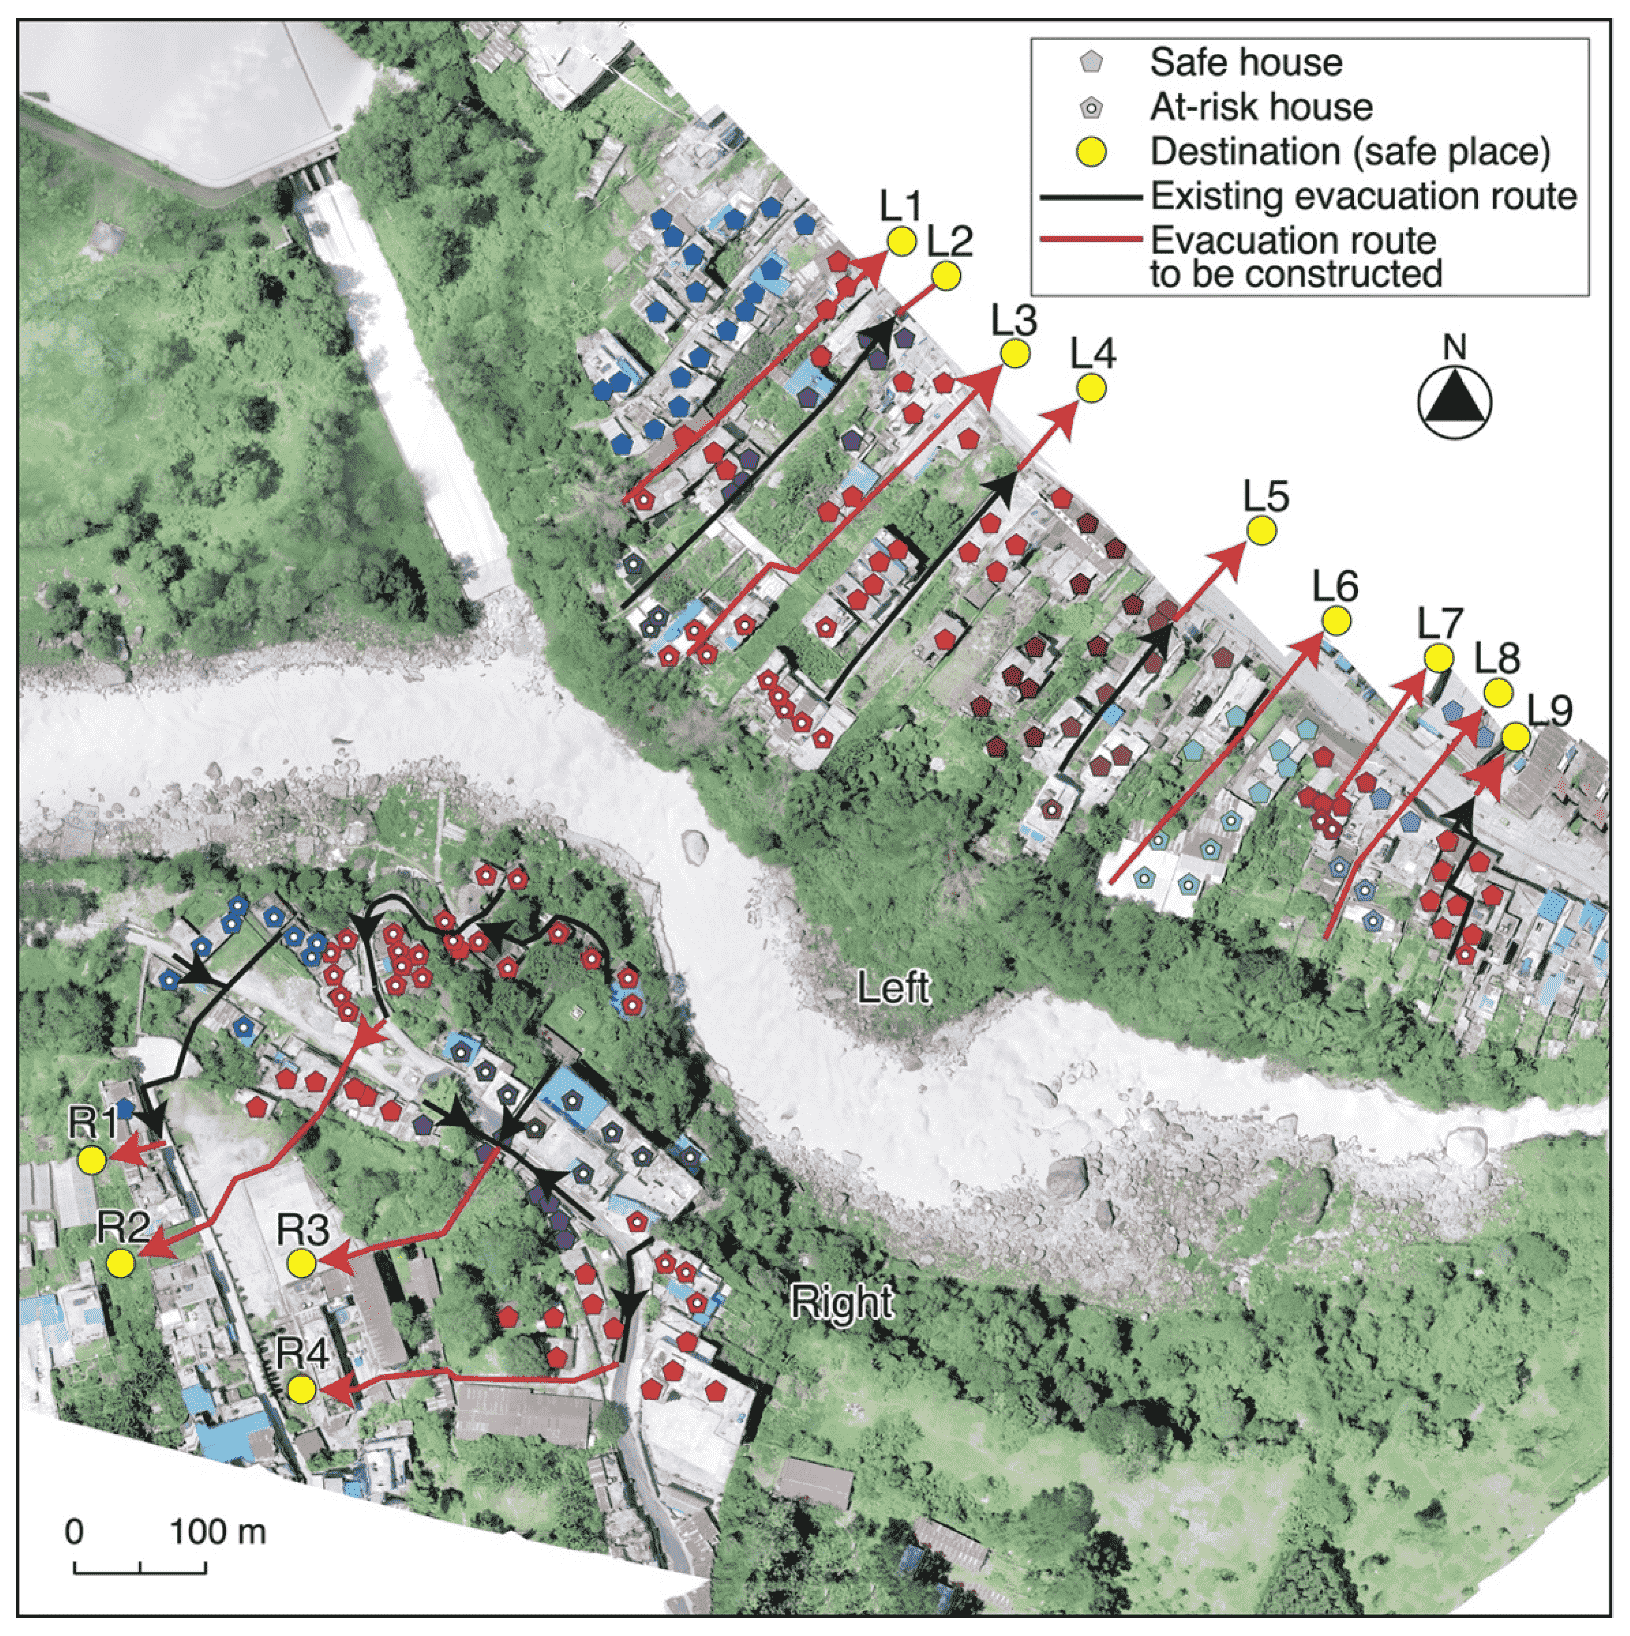 Safe house
At-risk house
Destination (safe place)
Existing evacuation route
Evacuation route
to be constructed
L1
L2
L3
L4
N
L5
L6
L7
L8
L9
Left
R1
R2
R3
Right
R4
0 100 m